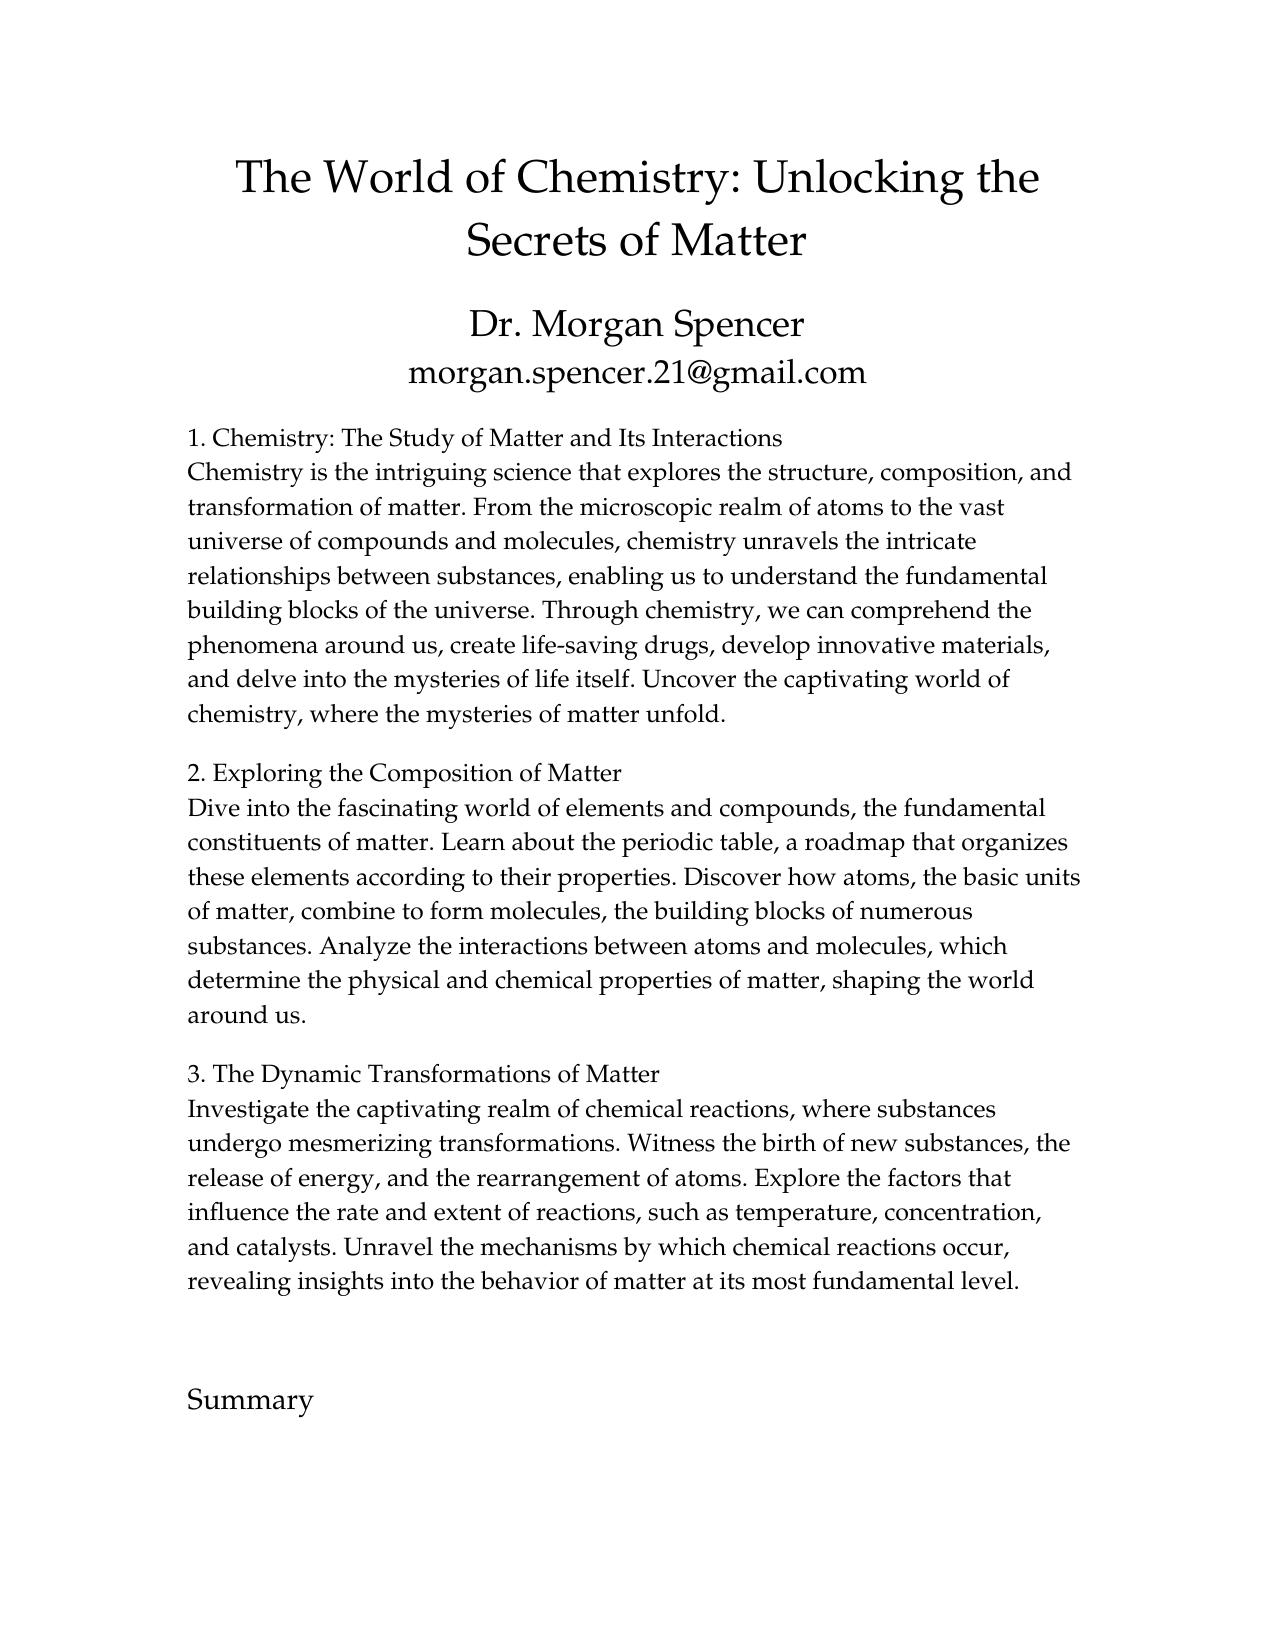 The World of Chemistry: Unlocking the
Secrets of Matter
Dr. Morgan Spencer
morgan.spencer.21@gmail.com
1. Chemistry: The Study of Matter and Its Interactions
Chemistry is the intriguing science that explores the structure, composition, and
transformation of matter. From the microscopic realm of atoms to the vast
universe of compounds and molecules, chemistry unravels the intricate
relationships between substances, enabling us to understand the fundamental
building blocks of the universe. Through chemistry, we can comprehend the
phenomena around us, create life-saving drugs, develop innovative materials,
and delve into the mysteries of life itself. Uncover the captivating world of
chemistry, where the mysteries of matter unfold.
2. Exploring the Composition of Matter
Dive into the fascinating world of elements and compounds, the fundamental
constituents of matter. Learn about the periodic table, a roadmap that organizes
these elements according to their properties. Discover how atoms, the basic units
of matter, combine to form molecules, the building blocks of numerous
substances. Analyze the interactions between atoms and molecules, which
determine the physical and chemical properties of matter, shaping the world
around us.
3. The Dynamic Transformations of Matter
Investigate the captivating realm of chemical reactions, where substances
undergo mesmerizing transformations. Witness the birth of new substances, the
release of energy, and the rearrangement of atoms. Explore the factors that
influence the rate and extent of reactions, such as temperature, concentration,
and catalysts. Unravel the mechanisms by which chemical reactions occur,
revealing insights into the behavior of matter at its most fundamental level.
Summary